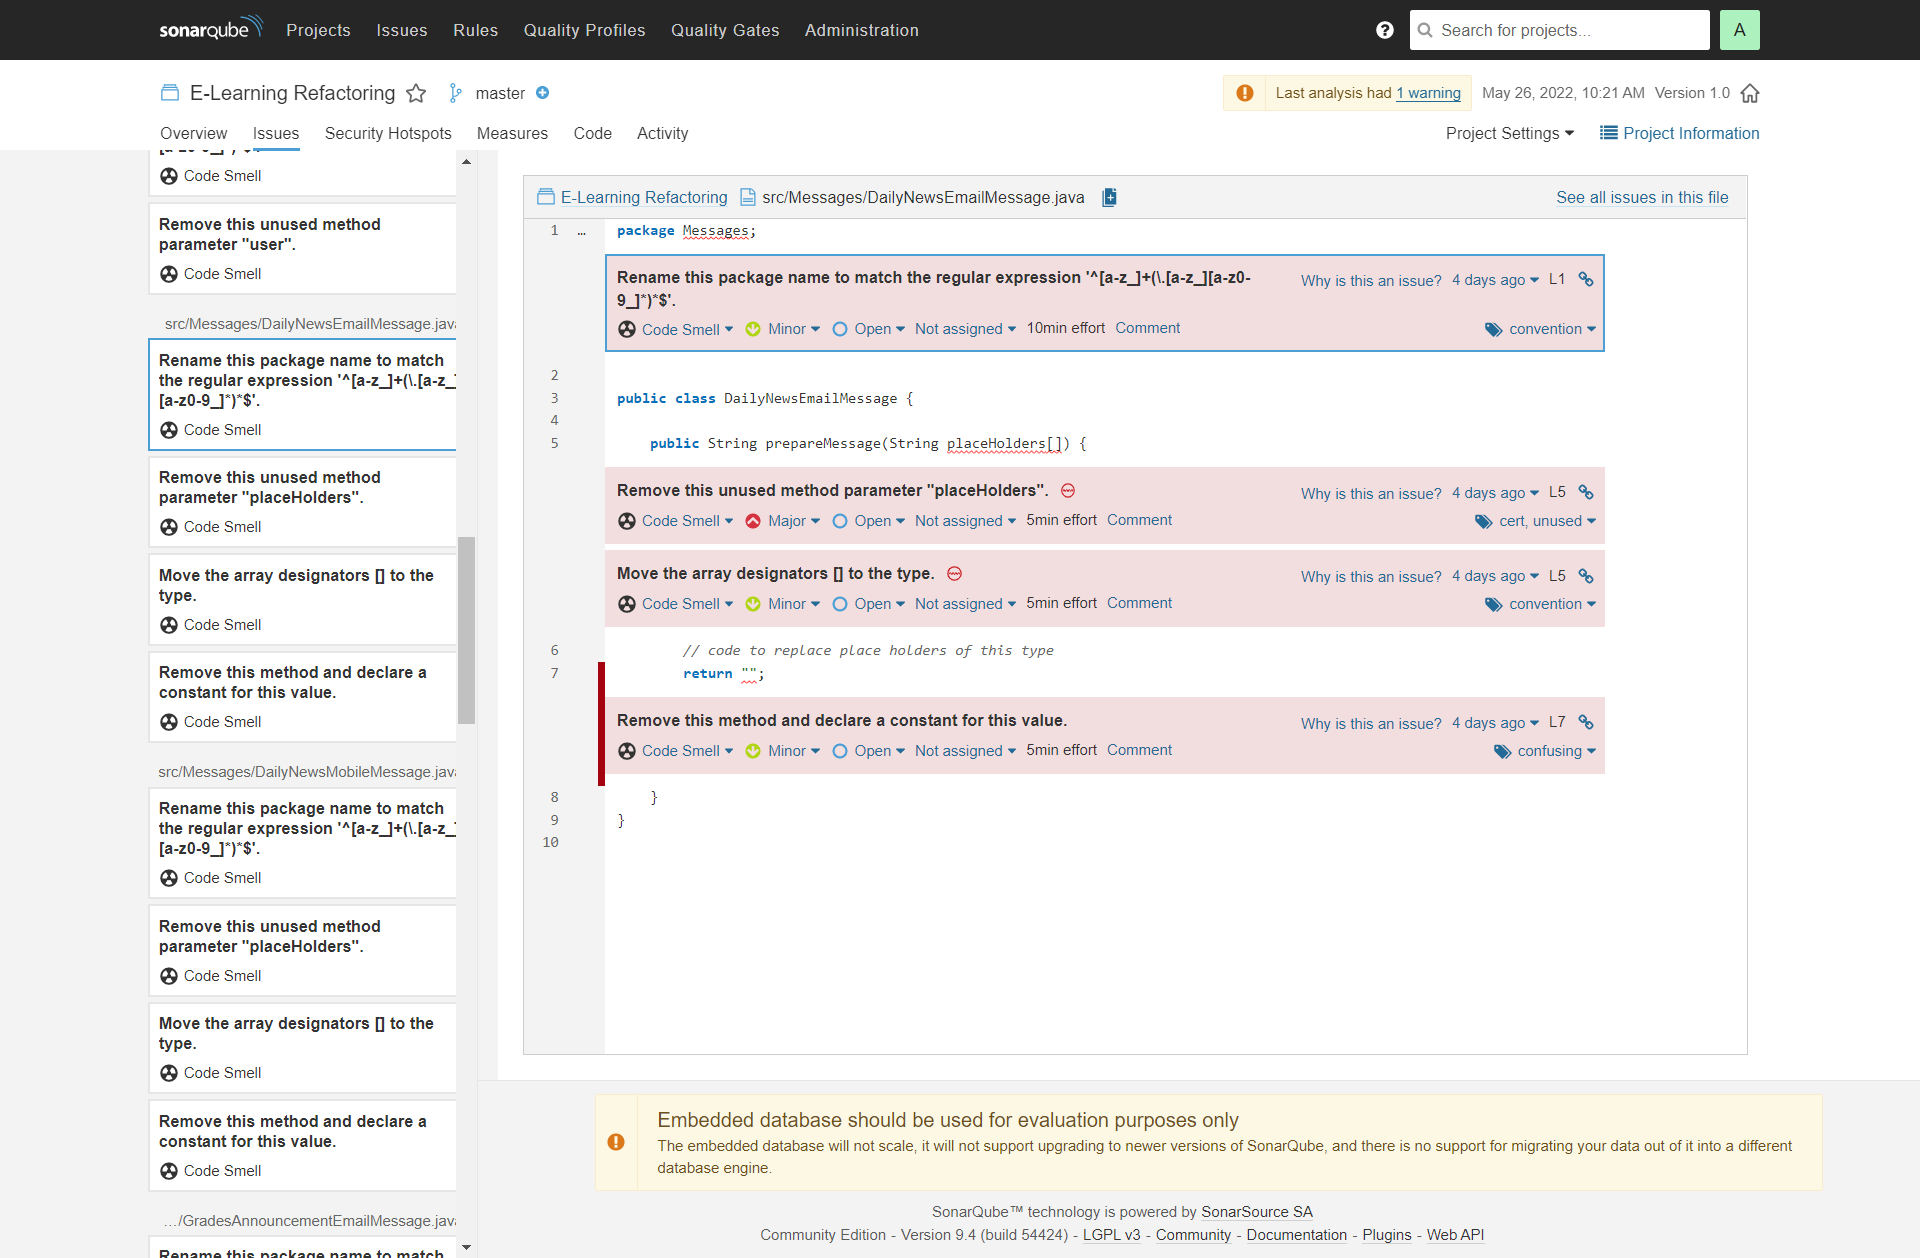 sonarqube Projects Issues Rules Quality Profiles Quality Gates Administration ? Search for projects... A
E-Learning Refactoring master Last analysis had 1 warning May 26, 2022, 10:21 AM Version 1.0
Overview Issues Security Hotspots Measures Code Activity Project Settings Project Information
Code Smell
Remove this unused method
parameter "user".
Code Smell
src/Messages/DailyNewsEmailMessage.java
Rename this package name to match
the regular expression '^[a-z_]+(\.[a-z_]
[a-z0-9_]*)*$'.
Code Smell
Remove this unused method
parameter "placeHolders".
Code Smell
Move the array designators [] to the
type.
Code Smell
Remove this method and declare a
constant for this value.
Code Smell
src/Messages/DailyNewsMobileMessage.java
Rename this package name to match
the regular expression '^[a-z_]+(\.[a-z_]
[a-z0-9_]*)*$'.
Code Smell
Remove this unused method
parameter "placeHolders".
Code Smell
Move the array designators [] to the
type.
Code Smell
Remove this method and declare a
constant for this value.
Code Smell
…/GradesAnnouncementEmailMessage.java
Rename this package name to match
E-Learning Refactoring src/Messages/DailyNewsEmailMessage.java See all issues in this file
1 … package Messages;
Rename this package name to match the regular expression '^[a-z_]+(\.[a-z_][a-z0-
9_]*)*$'.
Why is this an issue? 4 days ago L1
Code Smell Minor Open Not assigned 10min effort Comment convention
2
3 public class DailyNewsEmailMessage {
4
5 public String prepareMessage(String placeHolders[]) {
Remove this unused method parameter "placeHolders". Why is this an issue? 4 days ago L5
Code Smell Major Open Not assigned 5min effort Comment cert, unused
Move the array designators [] to the type. Why is this an issue? 4 days ago L5
Code Smell Minor Open Not assigned 5min effort Comment convention
6 // code to replace place holders of this type
7 return "";
Remove this method and declare a constant for this value. Why is this an issue? 4 days ago L7
Code Smell Minor Open Not assigned 5min effort Comment confusing
8 }
9 }
10
Embedded database should be used for evaluation purposes only
The embedded database will not scale, it will not support upgrading to newer versions of SonarQube, and there is no support for migrating your data out of it into a different
database engine.
SonarQube™ technology is powered by SonarSource SA
Community Edition - Version 9.4 (build 54424) - LGPL v3 - Community - Documentation - Plugins - Web API